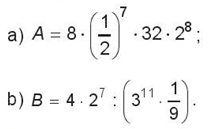 a) A = 8 · (1/2)^7 · 32 · 2^8 ;
b) B = 4 · 2^7 : (3^11 · 1/9) .